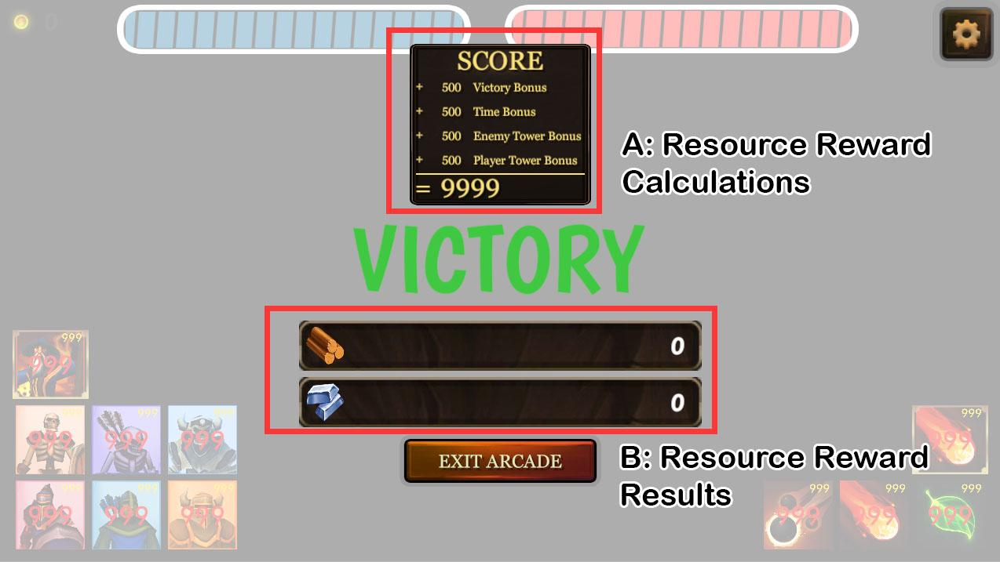 0
SCORE
+ 500 Victory Bonus
+ 500 Time Bonus
+ 500 Enemy Tower Bonus
+ 500 Player Tower Bonus
= 9999
A: Resource Reward
Calculations
VICTORY
0
0
EXIT ARCADE
B: Resource Reward
Results
999
999
999 999 999
999 999 999
999 999 999
999 999 999
999
999
999 999 999
999 999 999